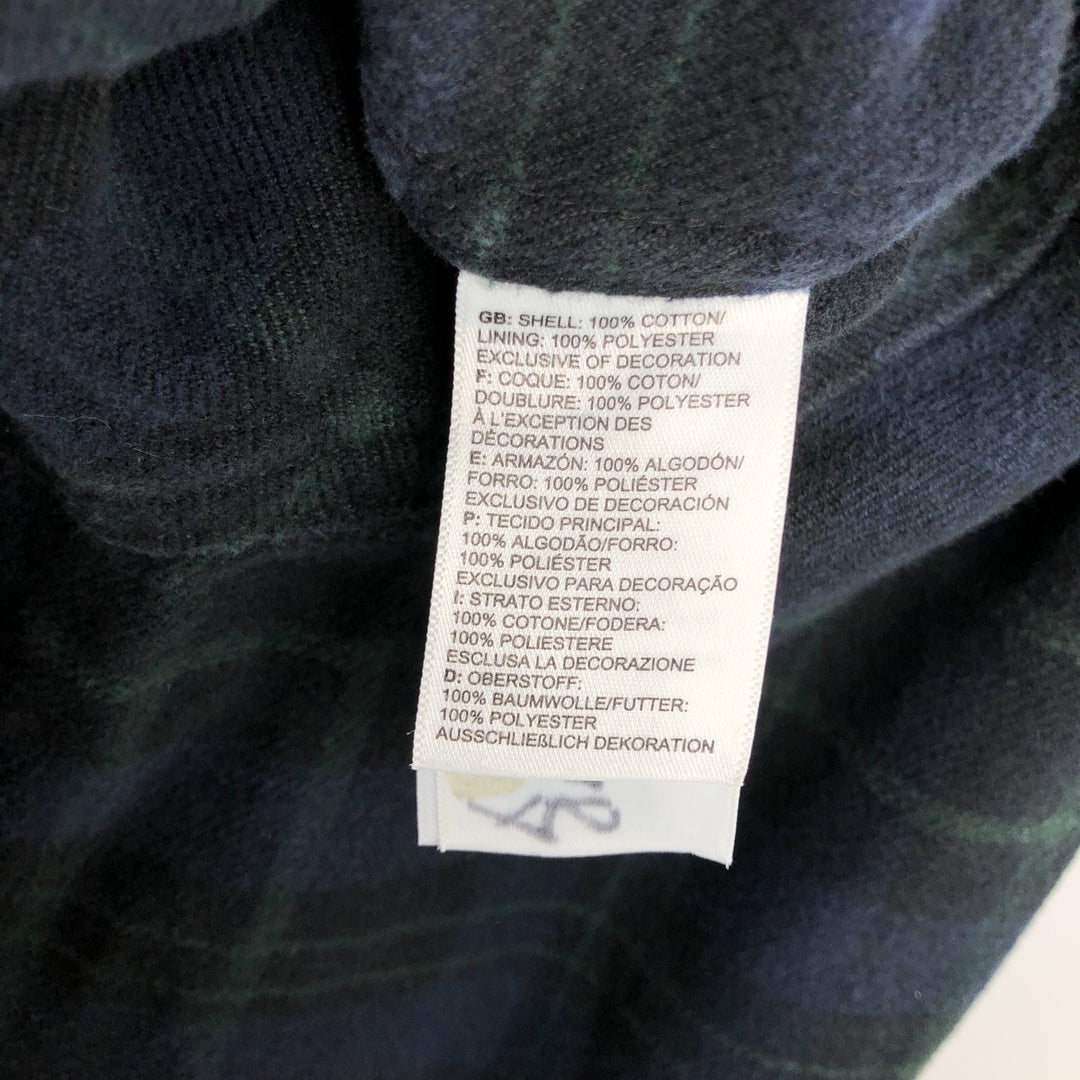 GB: SHELL: 100% COTTON/
LINING: 100% POLYESTER
EXCLUSIVE OF DECORATION
F: COQUE: 100% COTON/
DOUBLURE: 100% POLYESTER
À L'EXCEPTION DES
DÉCORATIONS
E: ARMAZÓN: 100% ALGODÓN/
FORRO: 100% POLIÉSTER
EXCLUSIVO DE DECORACIÓN
P: TECIDO PRINCIPAL:
100% ALGODÃO/FORRO:
100% POLIÉSTER
EXCLUSIVO PARA DECORAÇÃO
I: STRATO ESTERNO:
100% COTONE/FODERA:
100% POLIESTERE
ESCLUSA LA DECORAZIONE
D: OBERSTOFF:
100% BAUMWOLLE/FUTTER:
100% POLYESTER
AUSSCHLIEßLICH DEKORATION